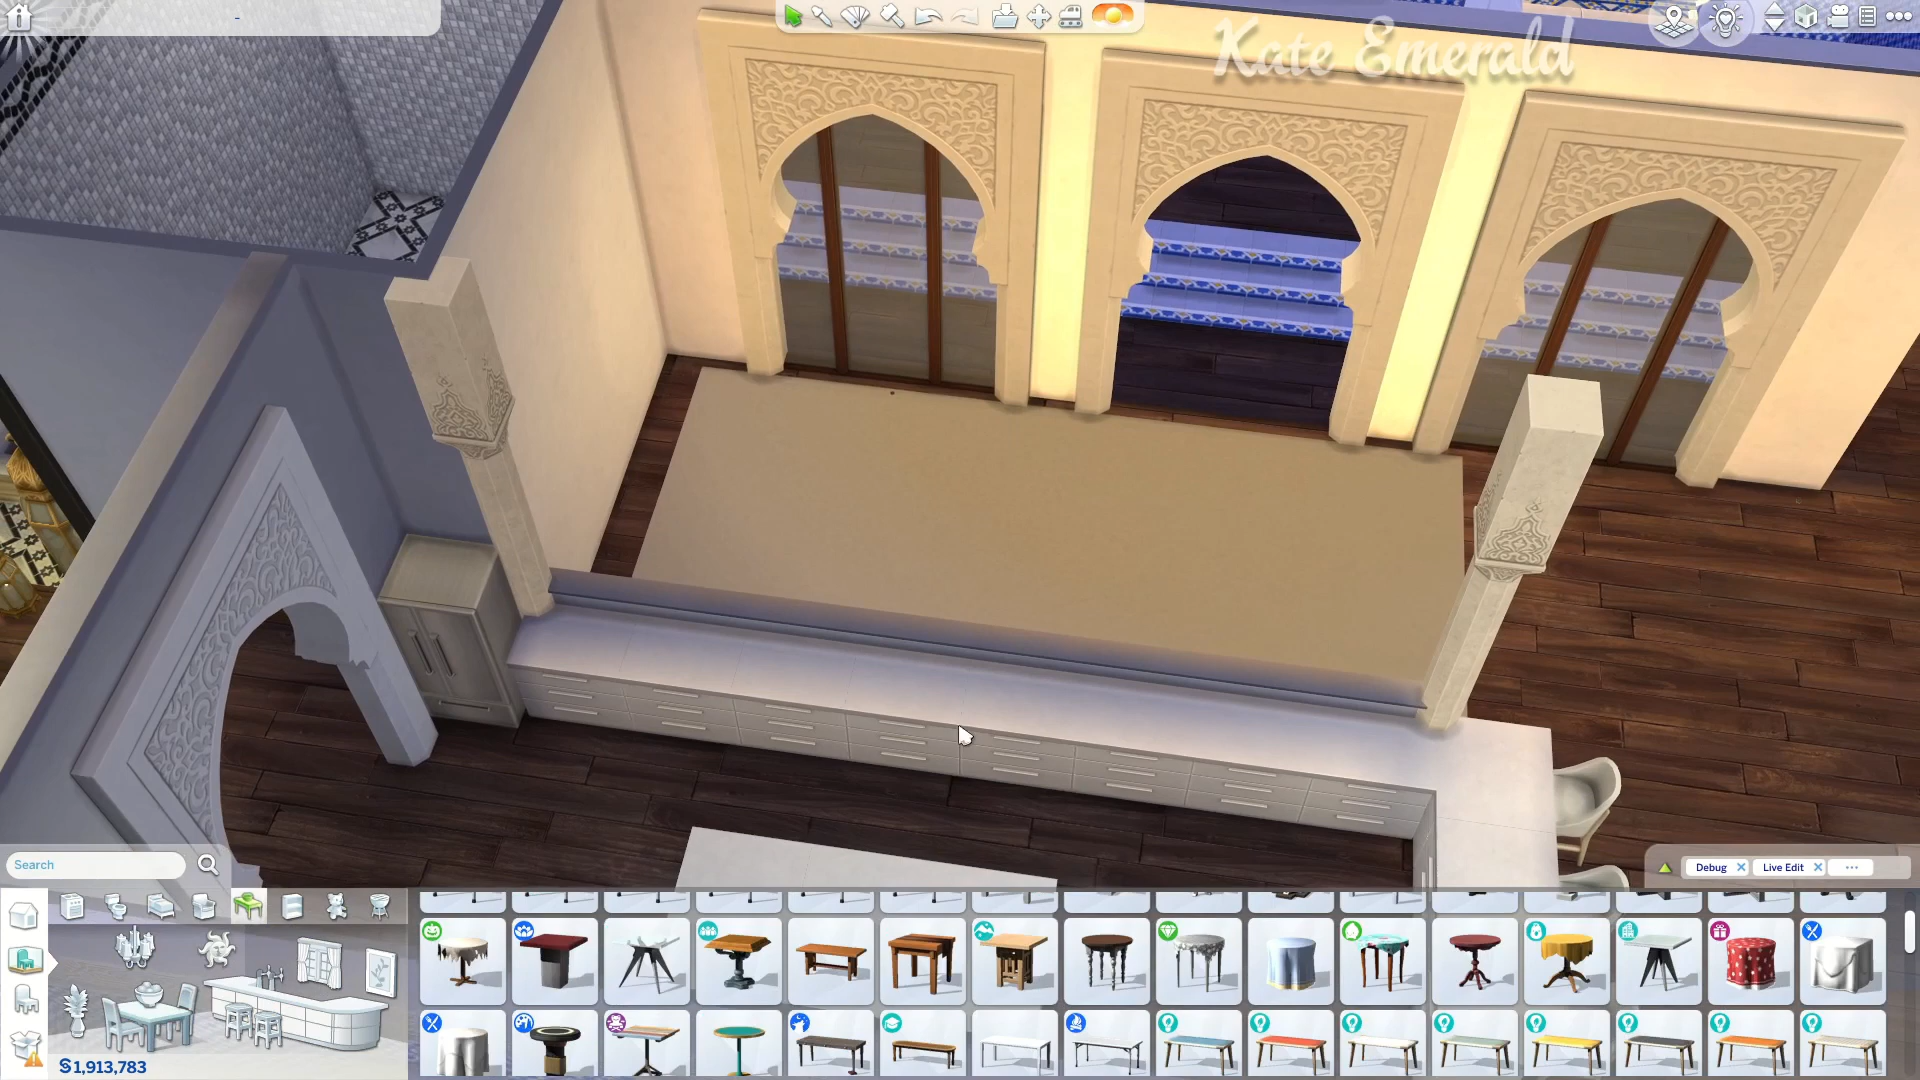 -
Kate Emerald
Search
Debug
Live Edit
...
§1,913,783